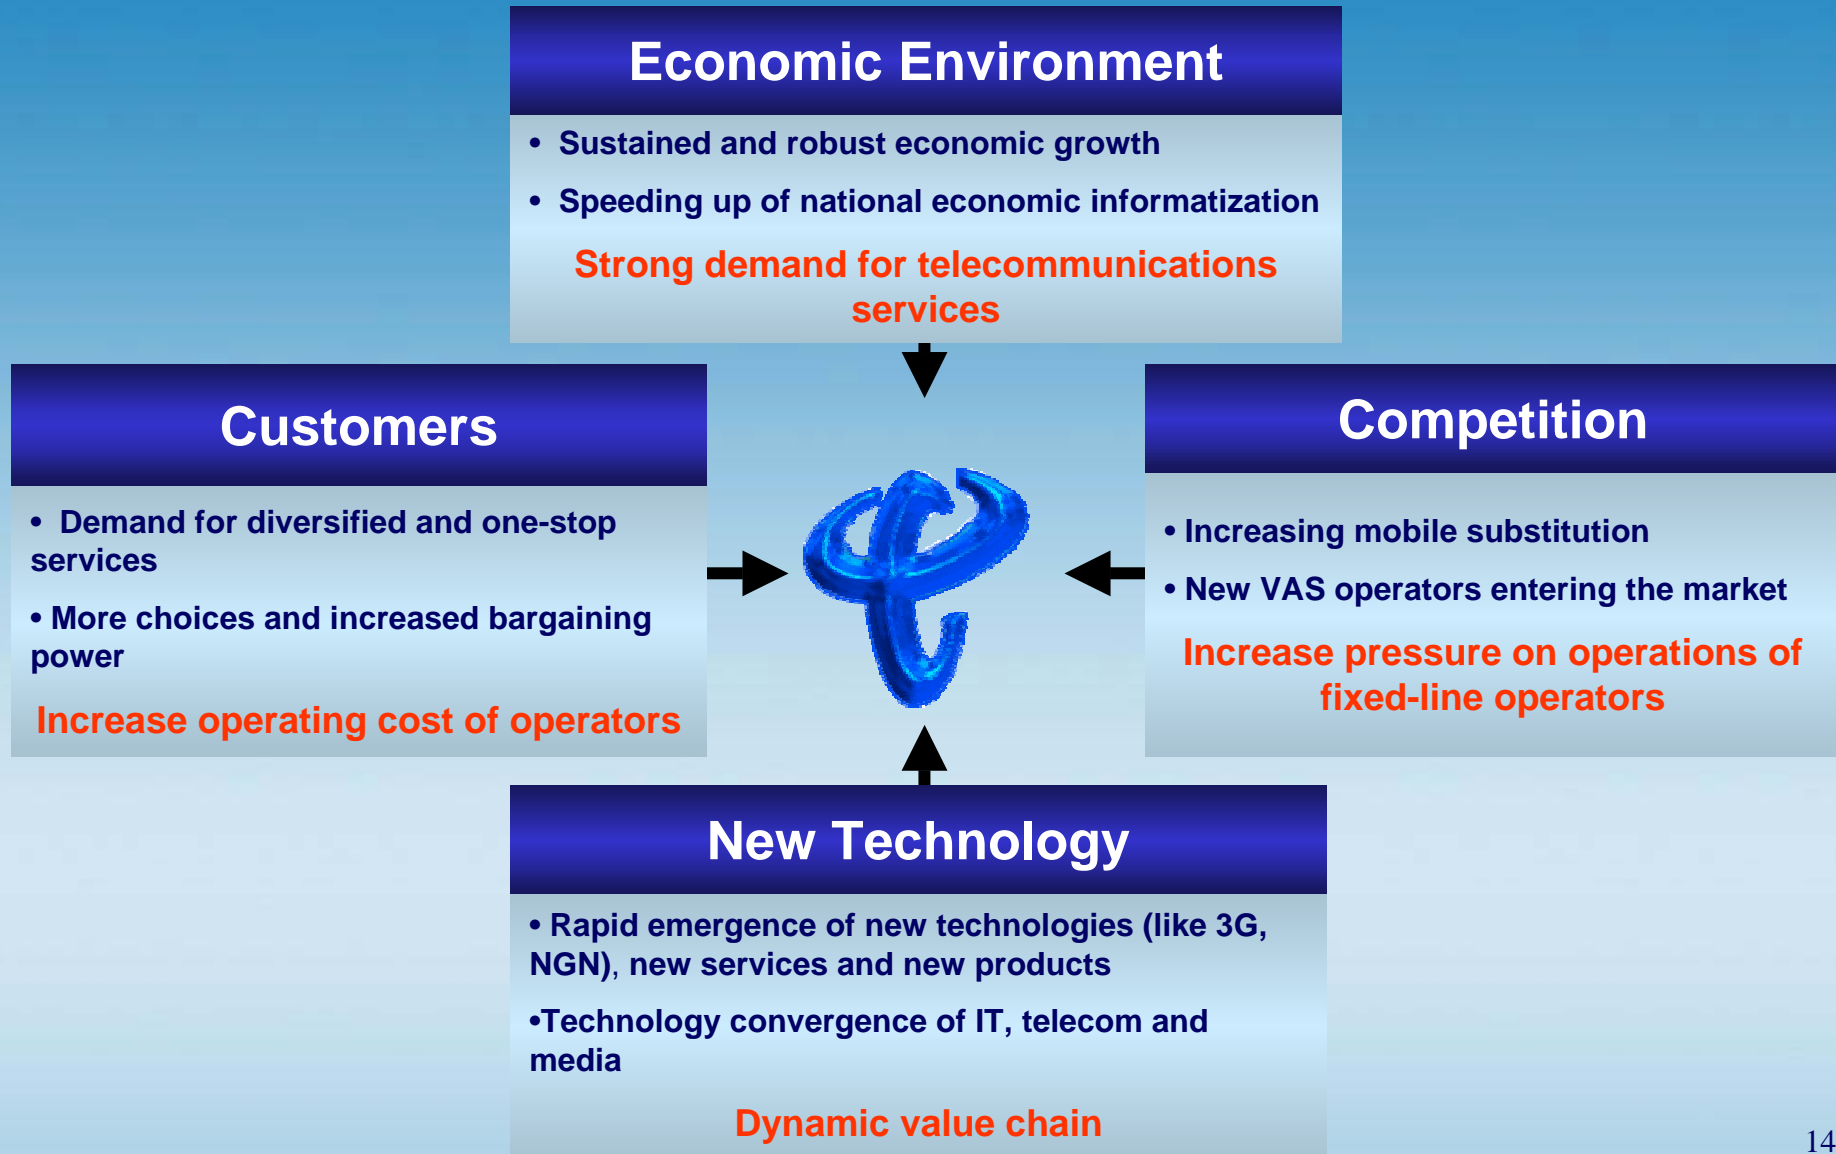 Economic Environment
• Sustained and robust economic growth
• Speeding up of national economic informatization
Strong demand for telecommunications
services
Customers
• Demand for diversified and one-stop
services
• More choices and increased bargaining
power
Increase operating cost of operators
Competition
• Increasing mobile substitution
• New VAS operators entering the market
Increase pressure on operations of
fixed-line operators
New Technology
• Rapid emergence of new technologies (like 3G,
NGN), new services and new products
•Technology convergence of IT, telecom and
media
Dynamic value chain
14